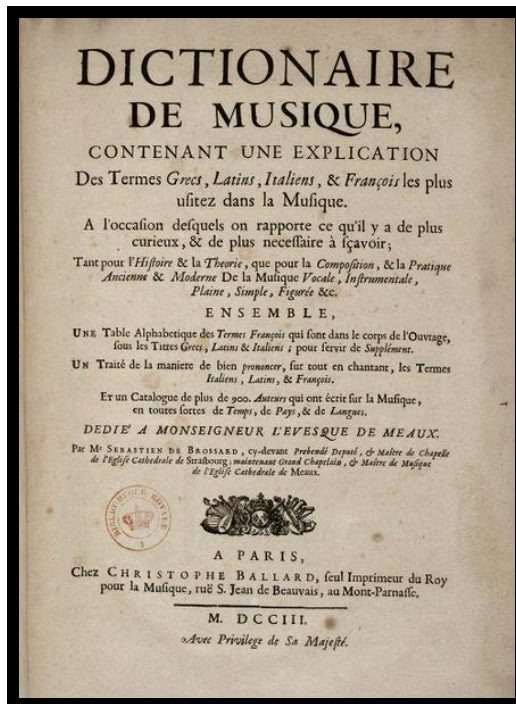 DICTIONAIRE
DE MUSIQUE,
CONTENANT UNE EXPLICATION
Des Termes Grecs, Latins, Italiens, & François les plus
uſitez dans la Muſique.
A l'occaſion deſquels on rapporte ce qu'il y a de plus
curieux, & de plus neceſſaire à ſçavoir;
Tant pour l'Hiſtoire & la Theorie, que pour la Compoſition, & la Pratique
Ancienne & Moderne De la Muſique Vocale, Inſtrumentale,
Plaine, Simple, Figurée &c.
ENSEMBLE,
UNE Table Alphabetique des Termes François qui ſont dans le corps de l'Ouvrage,
ſous les Titres Grecs, Latins & Italiens; pour ſervir de Supplément.
UN Traité de la maniere de bien prononcer, ſur tout en chantant, les Termes
Italiens, Latins, & François.
ET un Catalogue de plus de 900. Auteurs qui ont écrit ſur la Muſique,
en toutes ſortes de Temps, de Pays, & de Langues.
DEDIE' A MONSEIGNEUR L'EVESQUE DE MEAUX.
Par Mr SEBASTIEN DE BROSSARD, cy-devant Prebendé Deputé, & Maître de Chapelle
de l'Egliſe Cathedrale de Straſbourg; maintenant Grand Chapelain, & Maître de Muſique
de l'Egliſe Cathedrale de Meaux.
BIBLIOTHEQUE ROYALE
A PARIS,
Chez CHRISTOPHE BALLARD, ſeul Imprimeur du Roy
pour la Muſique, ruë S. Jean de Beauvais, au Mont-Parnaſſe.
M. DCCIII.
Avec Privilege de Sa Majeſté.